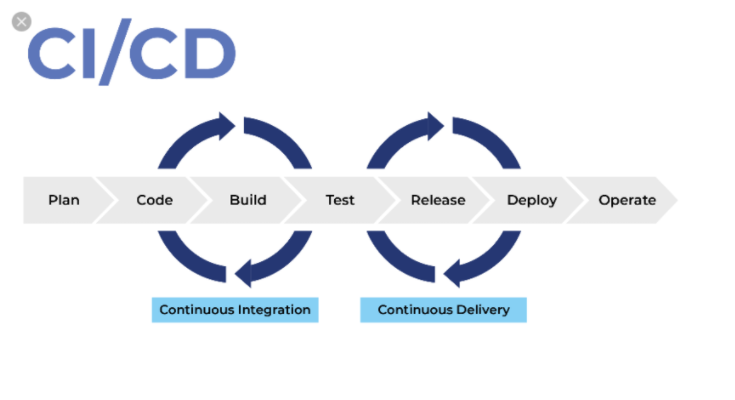 CI/CD
Plan Code Build Test Release Deploy Operate
Continuous Integration Continuous Delivery